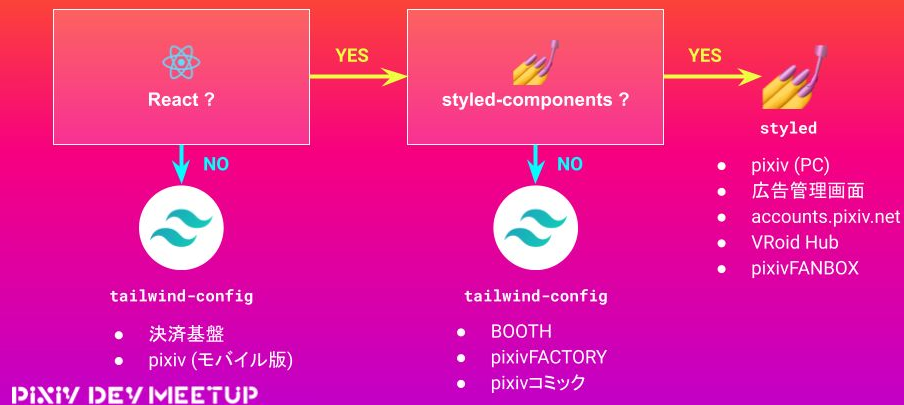 React ?
YES
styled-components ?
YES
styled
pixiv (PC)
広告管理画面
accounts.pixiv.net
VRoid Hub
pixivFANBOX
NO
tailwind-config
決済基盤
pixiv (モバイル版)
NO
tailwind-config
BOOTH
pixivFACTORY
pixivコミック
PIXIV DEV MEETUP